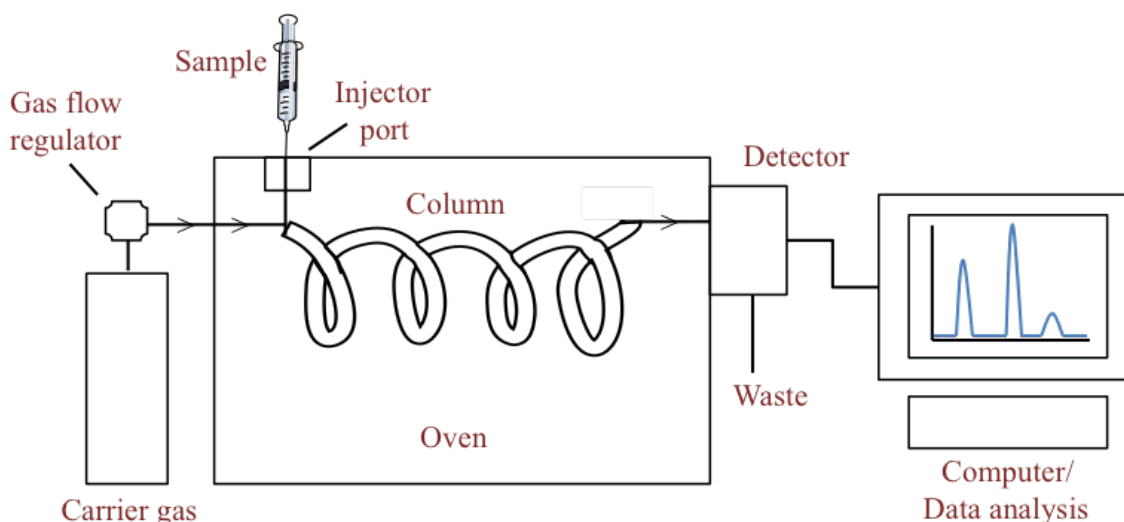 Sample
Gas flow
regulator
Injector
port
Detector
Column
Oven
Waste
Carrier gas
Computer/
Data analysis